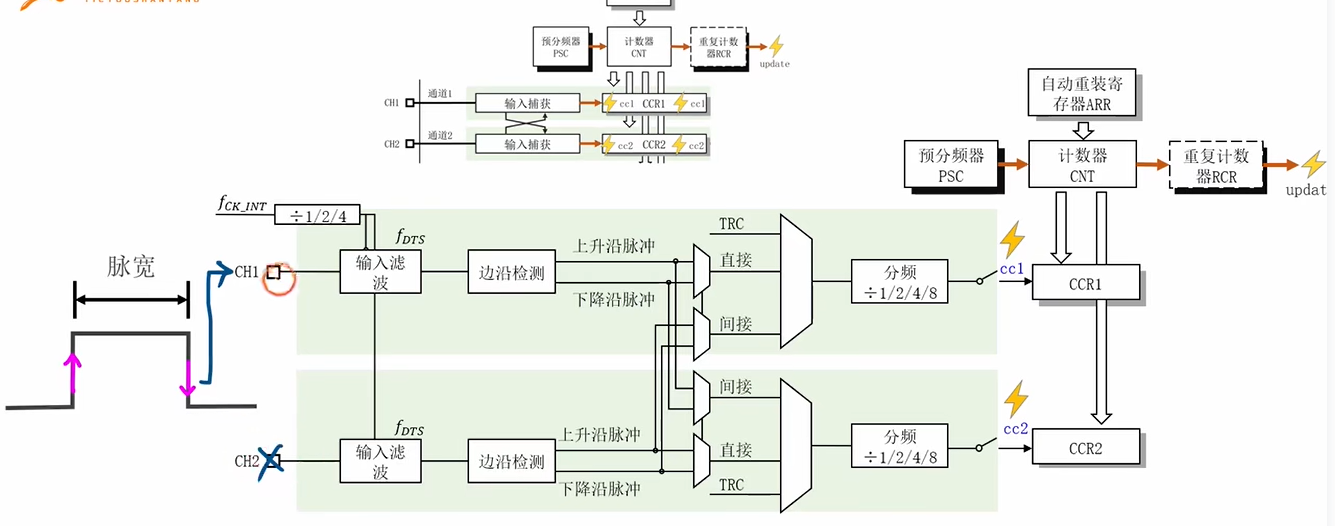 预分频器
PSC
计数器
CNT
重复计数
器RCR
update
CH1
通道1
输入捕获
cc1
CCR1
cc1
CH2
通道2
输入捕获
cc2
CCR2
cc2
自动重装寄
存器ARR
预分频器
PSC
计数器
CNT
重复计数
器RCR
updat
fCK_INT
÷1/2/4
脉宽
CH1
fDTS
输入滤
波
边沿检测
上升沿脉冲
下降沿脉冲
TRC
直接
间接
分频
÷1/2/4/8
cc1
CCR1
CH2
fDTS
输入滤
波
边沿检测
上升沿脉冲
下降沿脉冲
间接
直接
TRC
分频
÷1/2/4/8
cc2
CCR2